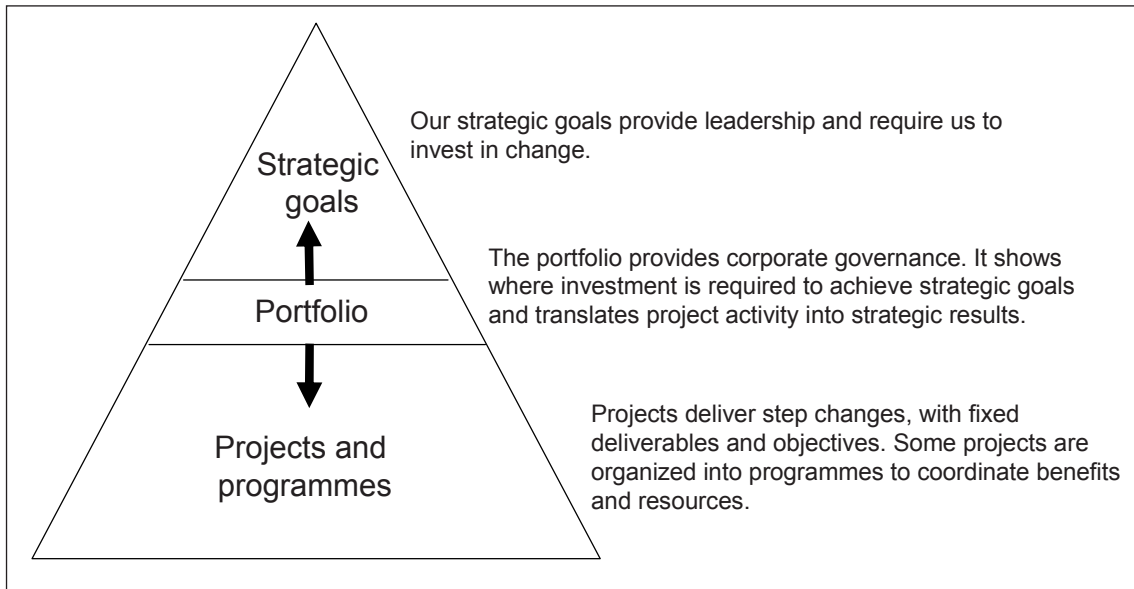 Our strategic goals provide leadership and require us to
invest in change.
Strategic
goals
The portfolio provides corporate governance. It shows
where investment is required to achieve strategic goals
and translates project activity into strategic results.
Portfolio
Projects deliver step changes, with fixed
deliverables and objectives. Some projects are
organized into programmes to coordinate benefits
and resources.
Projects and
programmes